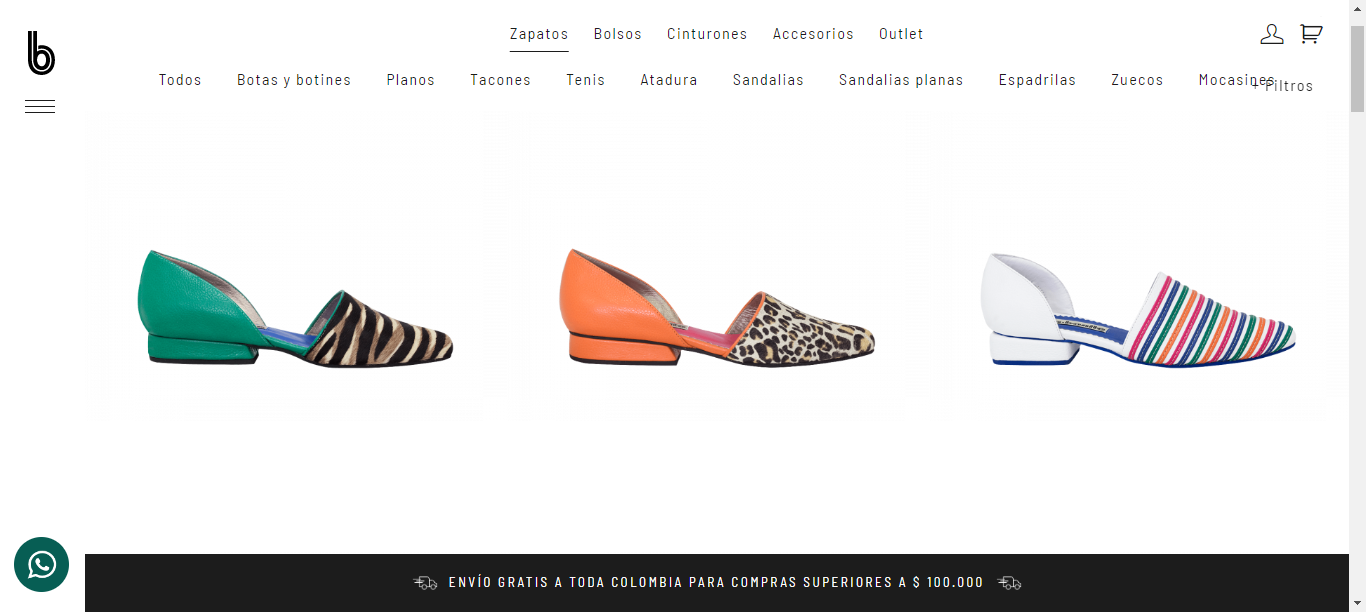 b
Zapatos Bolsos Cinturones Accesorios Outlet
Todos Botas y botines Planos Tacones Tenis Atadura Sandalias Sandalias planas Espadrilas Zuecos Mocasines
+ Filtros
ENVÍO GRATIS A TODA COLOMBIA PARA COMPRAS SUPERIORES A $ 100.000